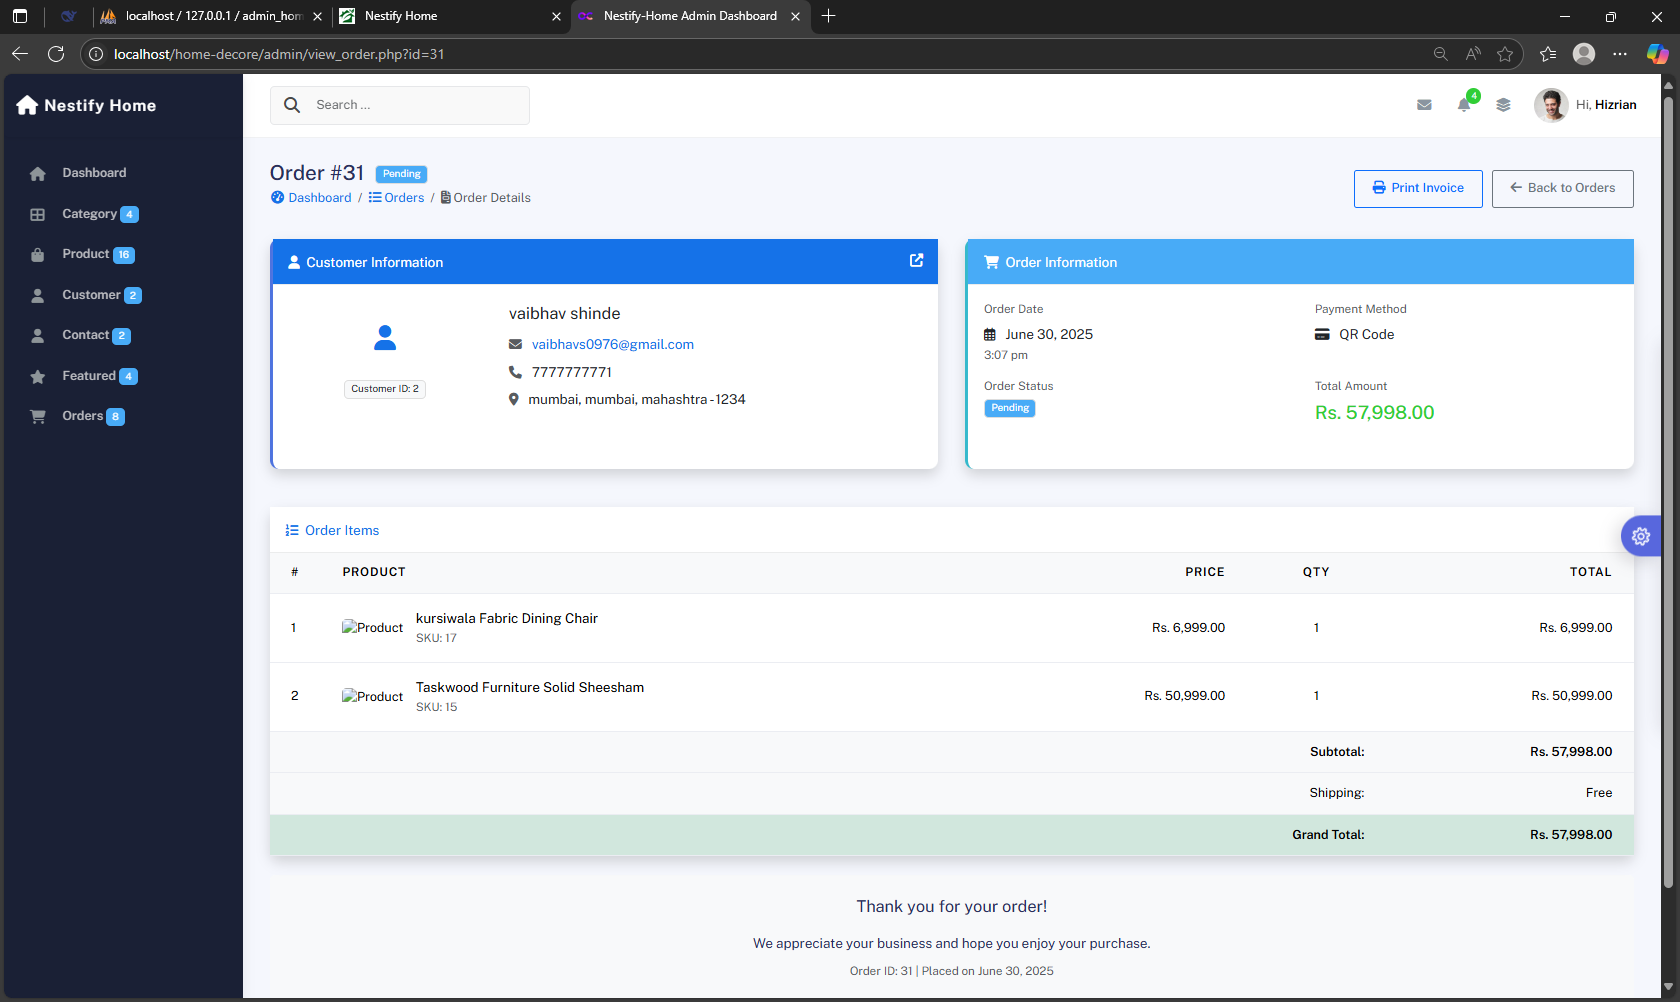 localhost / 127.0.0.1 / admin_hom
Nestify Home
Nestify-Home Admin Dashboard
localhost/home-decore/admin/view_order.php?id=31
Nestify Home
Search ...
4
Hi, Hizrian
Dashboard
Category 4
Product 16
Customer 2
Contact 2
Featured 4
Orders 8
Order #31 Pending
Dashboard / Orders / Order Details
Print Invoice
Back to Orders
Customer Information
vaibhav shinde
vaibhavs0976@gmail.com
7777777771
mumbai, mumbai, mahashtra - 1234
Customer ID: 2
Order Information
Order Date
June 30, 2025
3:07 pm
Payment Method
QR Code
Order Status
Pending
Total Amount
Rs. 57,998.00
Order Items
# PRODUCT PRICE QTY TOTAL
1 Product kursiwala Fabric Dining Chair Rs. 6,999.00 1 Rs. 6,999.00
SKU: 17
2 Product Taskwood Furniture Solid Sheesham Rs. 50,999.00 1 Rs. 50,999.00
SKU: 15
Subtotal: Rs. 57,998.00
Shipping: Free
Grand Total: Rs. 57,998.00
Thank you for your order!
We appreciate your business and hope you enjoy your purchase.
Order ID: 31 | Placed on June 30, 2025